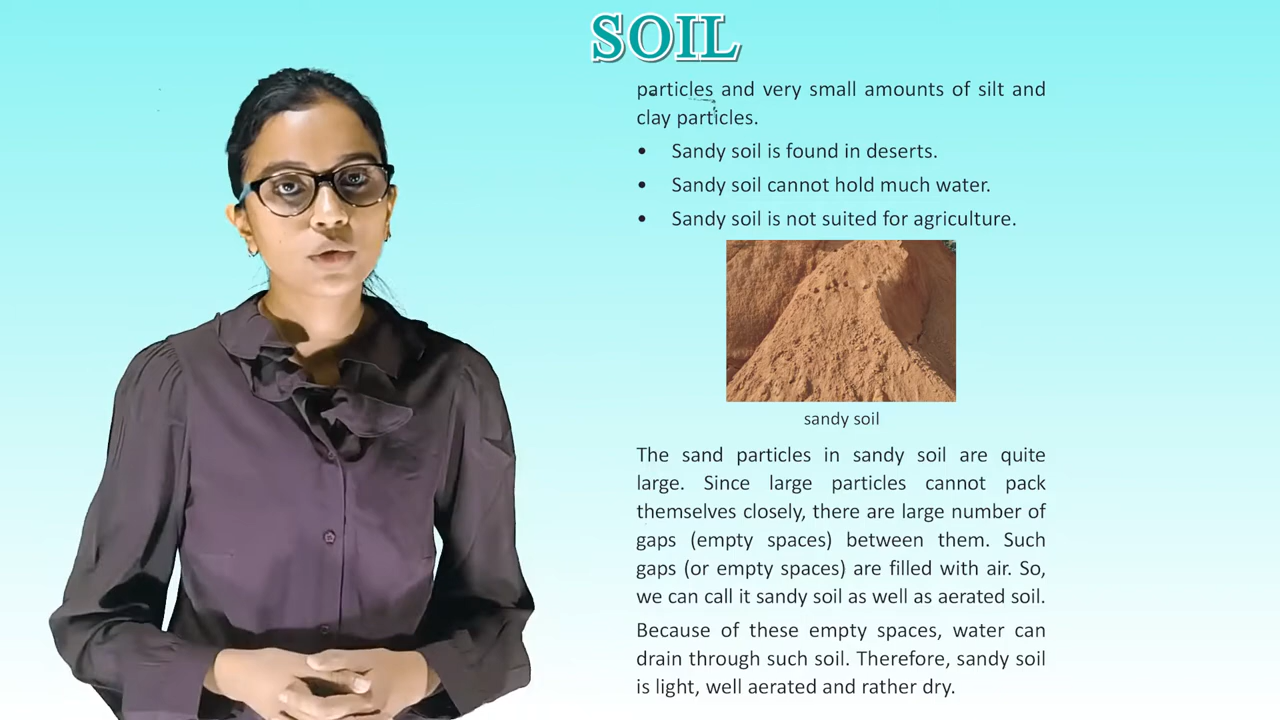 SOIL
particles and very small amounts of silt and
clay particles.
• Sandy soil is found in deserts.
• Sandy soil cannot hold much water.
• Sandy soil is not suited for agriculture.
sandy soil
The sand particles in sandy soil are quite
large. Since large particles cannot pack
themselves closely, there are large number of
gaps (empty spaces) between them. Such
gaps (or empty spaces) are filled with air. So,
we can call it sandy soil as well as aerated soil.
Because of these empty spaces, water can
drain through such soil. Therefore, sandy soil
is light, well aerated and rather dry.